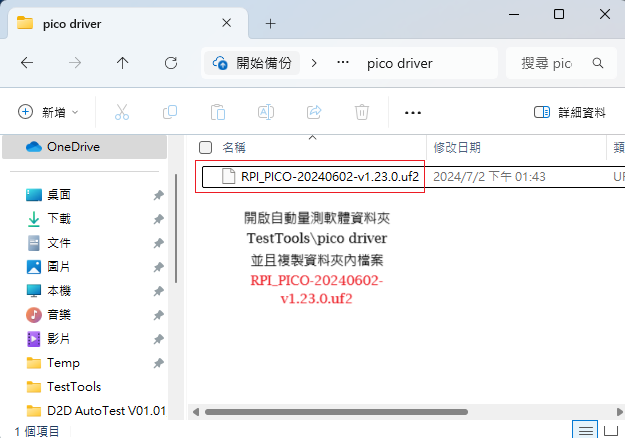 pico driver
開始備份
pico driver
搜尋 pic
新增
詳細資料
OneDrive
桌面
下載
文件
圖片
本機
音樂
影片
Temp
TestTools
D2D AutoTest V01.01
名稱
修改日期
類
RPI_PICO-20240602-v1.23.0.uf2
2024/7/2 下午 01:43
UF
開啟自動量測軟體資料夾
TestTools\pico driver
並且複製資料夾內檔案
RPI_PICO-20240602-
v1.23.0.uf2
1 個項目